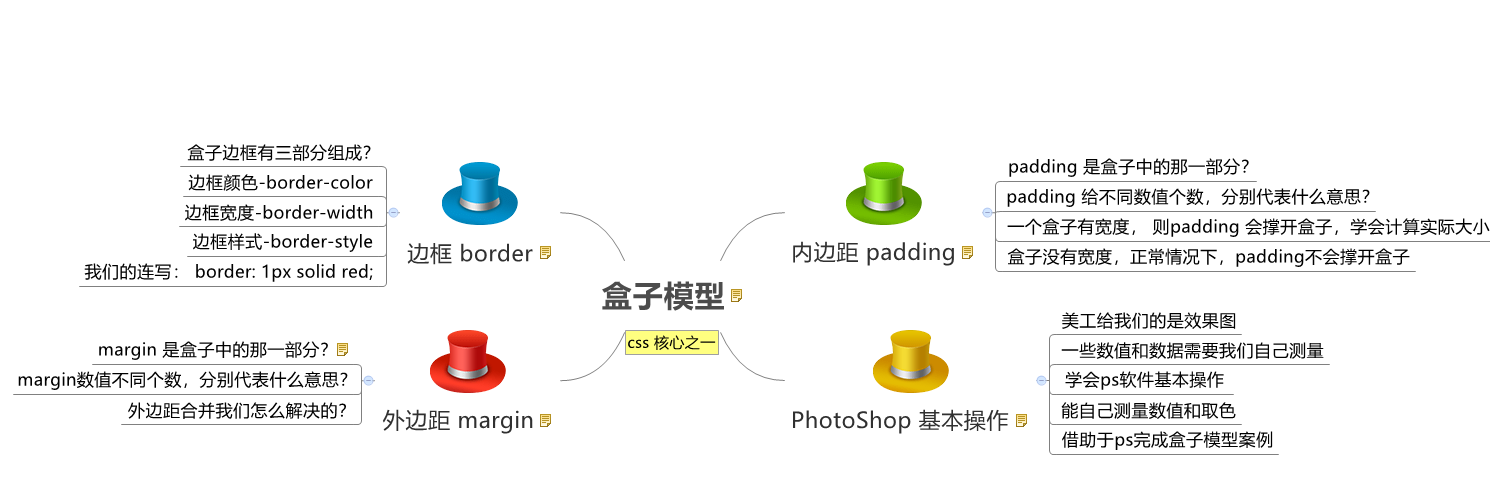 盒子边框有三部分组成？
边框颜色-border-color
边框宽度-border-width
边框样式-border-style
我们的连写： border: 1px solid red;
边框 border
margin 是盒子中的那一部分？
margin数值不同个数，分别代表什么意思？
外边距合并我们怎么解决的？
外边距 margin
盒子模型
css 核心之一
内边距 padding
padding 是盒子中的那一部分？
padding 给不同数值个数，分别代表什么意思？
一个盒子有宽度， 则padding 会撑开盒子，学会计算实际大小
盒子没有宽度，正常情况下，padding不会撑开盒子
PhotoShop 基本操作
美工给我们的是效果图
一些数值和数据需要我们自己测量
学会ps软件基本操作
能自己测量数值和取色
借助于ps完成盒子模型案例